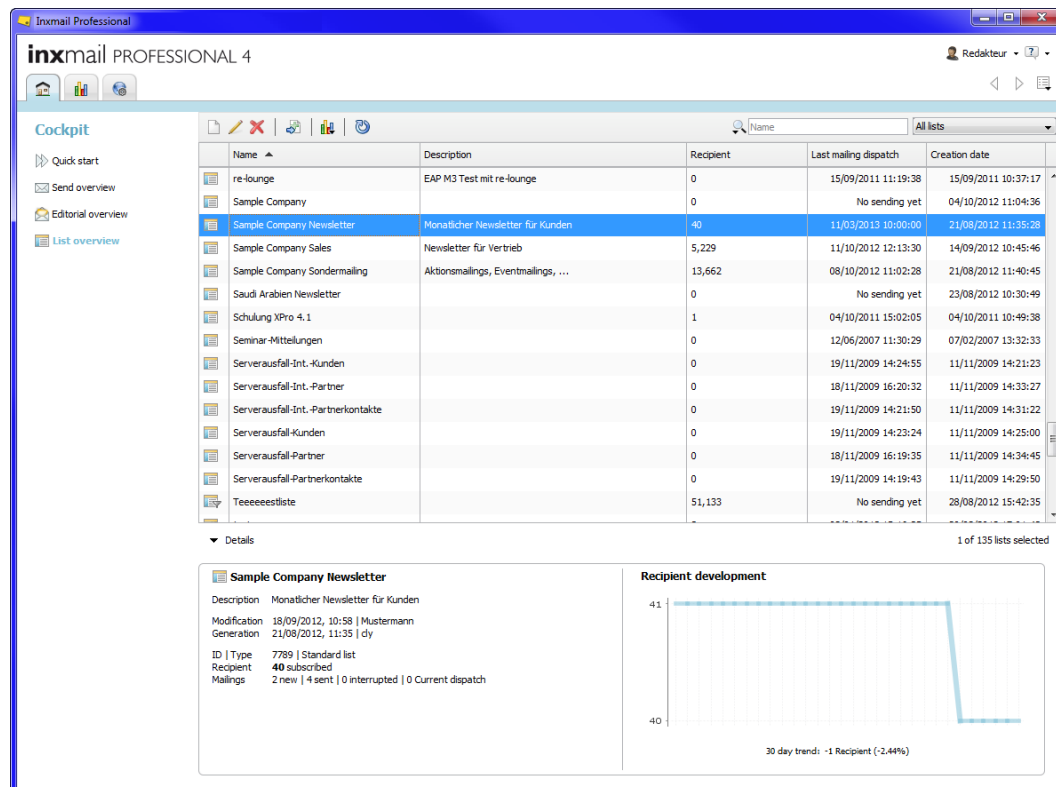 Inxmail Professional
inxmail PROFESSIONAL 4
Redakteur
Cockpit
Quick start
Send overview
Editorial overview
List overview
Name All lists
Name Description Recipient Last mailing dispatch Creation date
re-lounge EAP M3 Test mit re-lounge 0 15/09/2011 11:19:38 15/09/2011 10:37:17
Sample Company 0 No sending yet 04/10/2011 11:04:36
Sample Company Newsletter Monatlicher Newsletter für Kunden 40 11/03/2013 10:00:00 21/08/2012 11:35:28
Sample Company Sales Newsletter für Vertrieb 5,229 11/10/2012 12:13:30 14/09/2012 10:45:46
Sample Company Sondermailing Aktionsmailings, Eventmailings, ... 13,662 08/10/2012 11:02:28 21/08/2012 11:40:45
Saudi Arabien Newsletter 0 No sending yet 23/08/2012 10:30:49
Schulung XPro 4.1 1 04/10/2011 15:02:05 04/10/2011 10:49:38
Seminar-Mitteilungen 0 12/06/2007 11:30:29 07/02/2007 13:32:33
Serverausfall-Int.-Kunden 0 19/11/2009 14:24:55 11/11/2009 14:21:23
Serverausfall-Int.-Partner 0 18/11/2009 16:20:32 11/11/2009 14:33:27
Serverausfall-Int.-Partnerkontakte 0 19/11/2009 14:21:50 11/11/2009 14:31:22
Serverausfall-Kunden 0 19/11/2009 14:23:24 11/11/2009 14:25:00
Serverausfall-Partner 0 18/11/2009 16:19:35 11/11/2009 14:34:45
Serverausfall-Partnerkontakte 0 19/11/2009 14:19:43 11/11/2009 14:29:50
Teeeeeestliste 51,133 No sending yet 28/08/2012 15:42:35
Details 1 of 135 lists selected
Sample Company Newsletter
Description Monatlicher Newsletter für Kunden
Modification 18/09/2012, 10:58 | Mustermann
Generation 21/08/2012, 11:35 | cly
ID | Type 7789 | Standard list
Recipient 40 subscribed
Mailings 2 new | 4 sent | 0 interrupted | 0 Current dispatch
Recipient development
41
40
30 day trend: -1 Recipient (-2.44%)